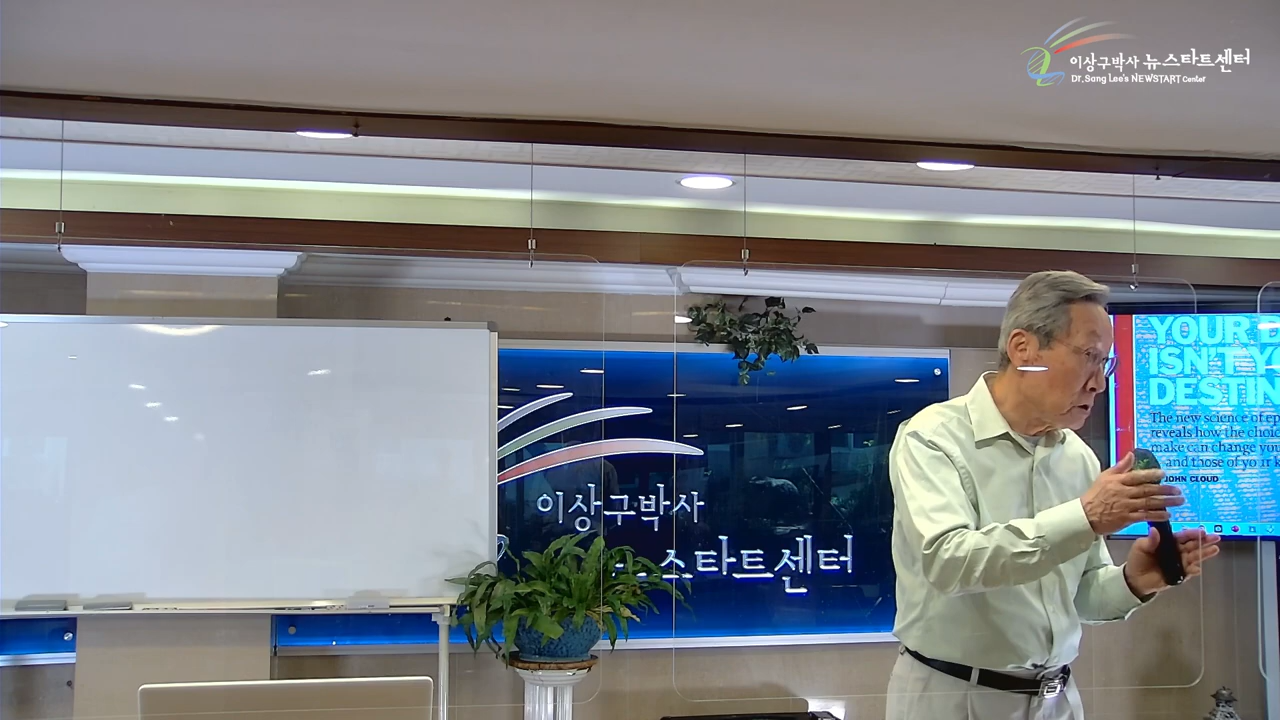 이상구박사 뉴스타트센터
Dr. Sang Lee's NEWSTART Center
이상구박사
스타트센터
YOUR D
ISN'T YO
DESTIN
The new science of ep
reveals how the choic
make can change you
and those of yo r k
JOHN CLOUD